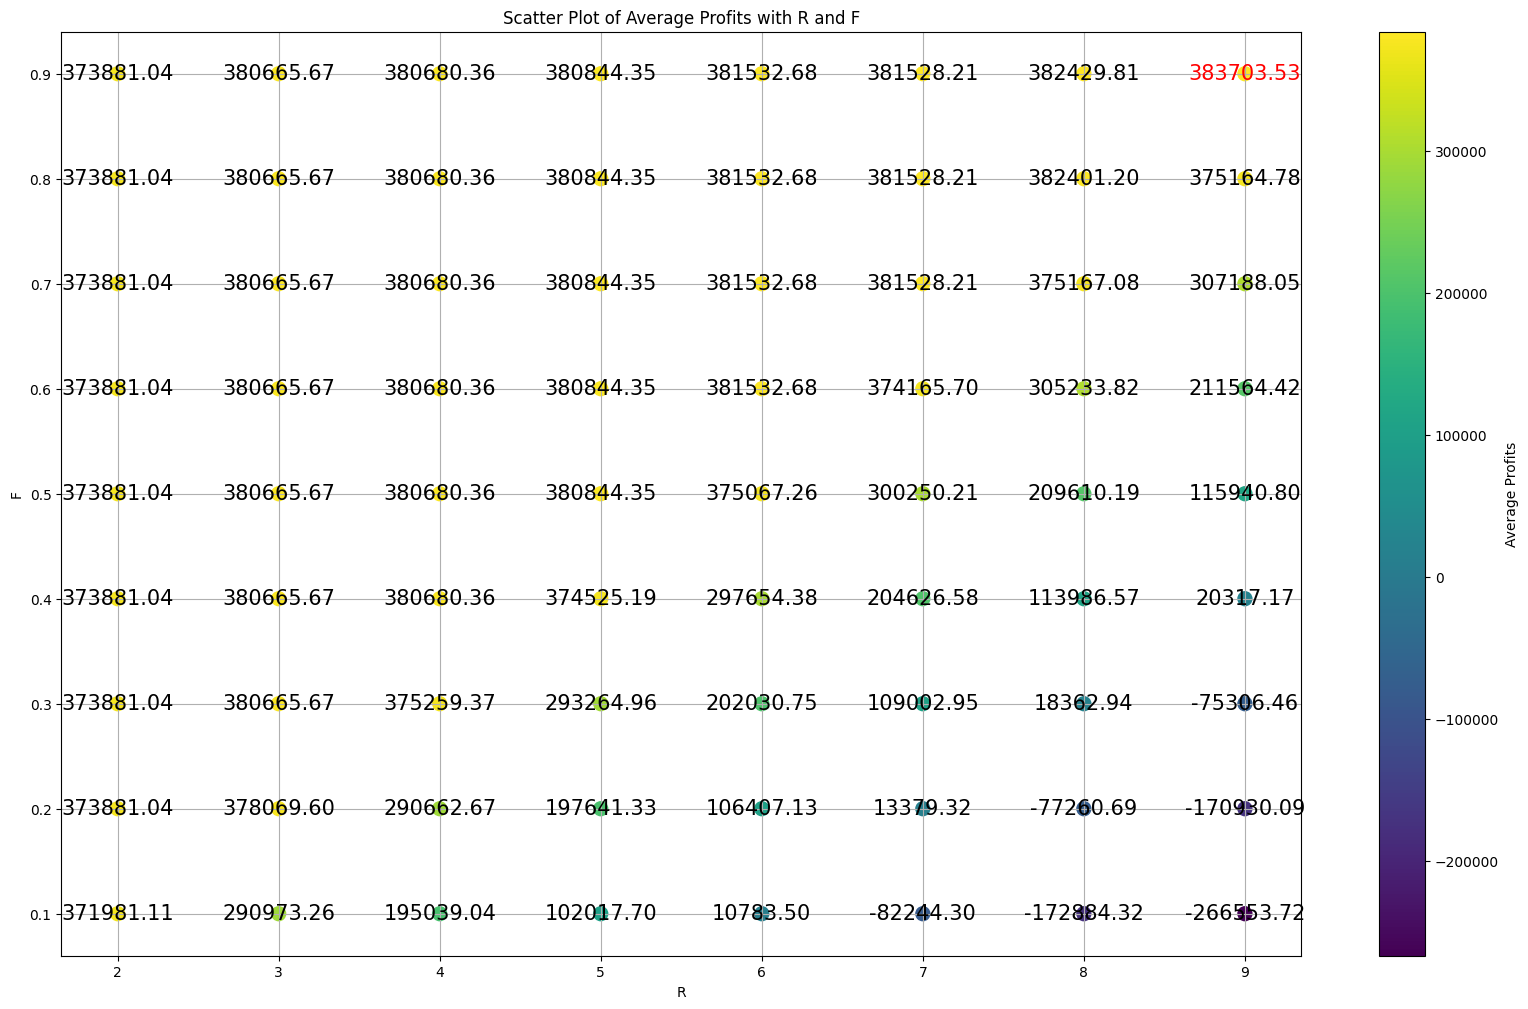 Scatter Plot of Average Profits with R and F
0.9 373881.04 380665.67 380680.36 380844.35 381532.68 381528.21 382429.81 383703.53
0.8 373881.04 380665.67 380680.36 380844.35 381532.68 381528.21 382401.20 375164.78
0.7 373881.04 380665.67 380680.36 380844.35 381532.68 381528.21 375167.08 307188.05
0.6 373881.04 380665.67 380680.36 380844.35 381532.68 374165.70 305233.82 211564.42
0.5 373881.04 380665.67 380680.36 380844.35 375067.26 300250.21 209610.19 115940.80
0.4 373881.04 380665.67 380680.36 374525.19 297654.38 204626.58 113986.57 20317.17
0.3 373881.04 380665.67 375259.37 293264.96 202030.75 109002.95 18362.94 -75306.46
0.2 373881.04 378069.60 290662.67 197641.33 106407.13 13379.32 -77260.69 -170930.09
0.1 371981.11 290973.26 195039.04 102017.70 10783.50 -82244.30 -172884.32 -266553.72
2 3 4 5 6 7 8 9
R
F
300000
200000
100000
0
−100000
−200000
Average Profits